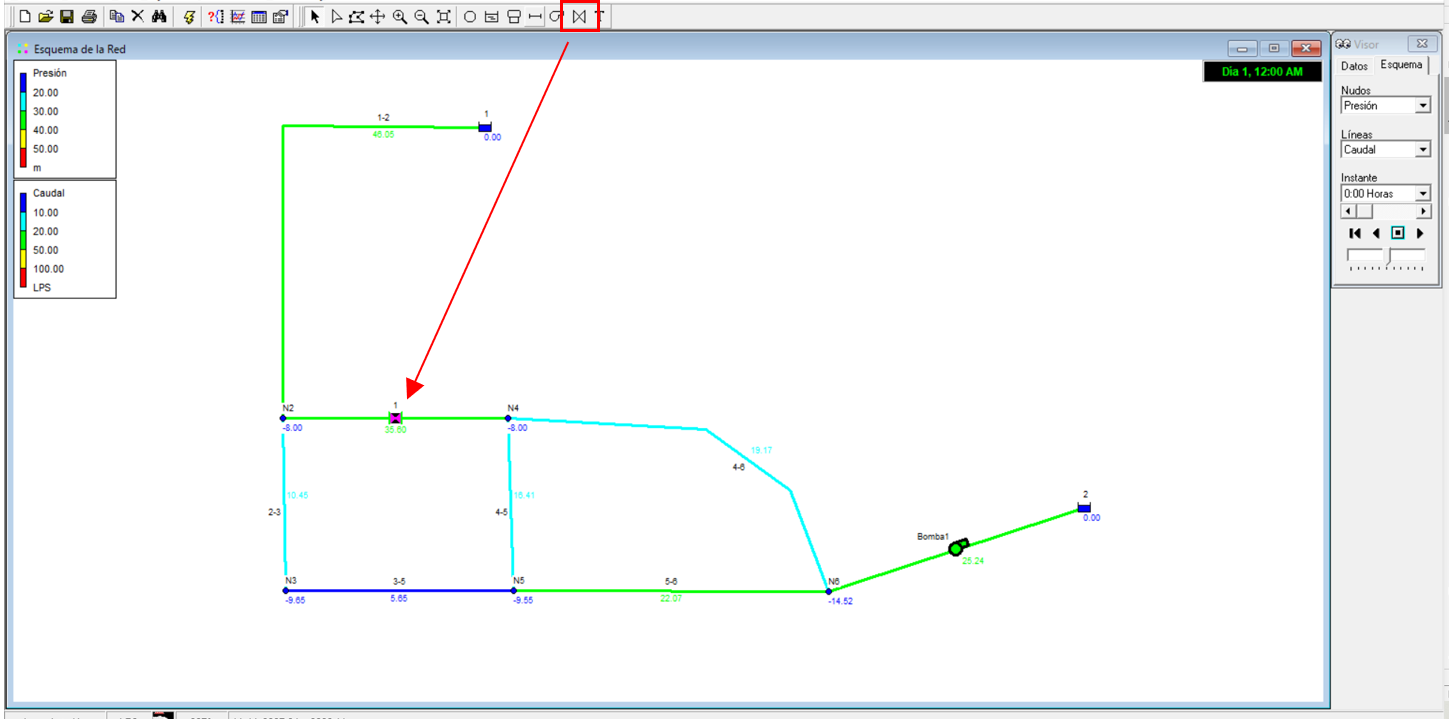 Esquema de la Red
Presión
20.00
30.00
40.00
50.00
m
Caudal
10.00
20.00
50.00
100.00
LPS
Dia 1, 12:00 AM
Visor
Datos Esquema
Nudos
Presión
Líneas
Caudal
Instante
0:00 Horas
1-2
46.05
1
0.00
N2
-8.00
1
35.60
N4
-8.00
19.17
4-6
10.45
2-3
16.41
4-5
2
0.00
Bomba1
25.24
N3
-9.65
3-5
5.65
N5
-9.55
5-6
22.07
N6
-14.52